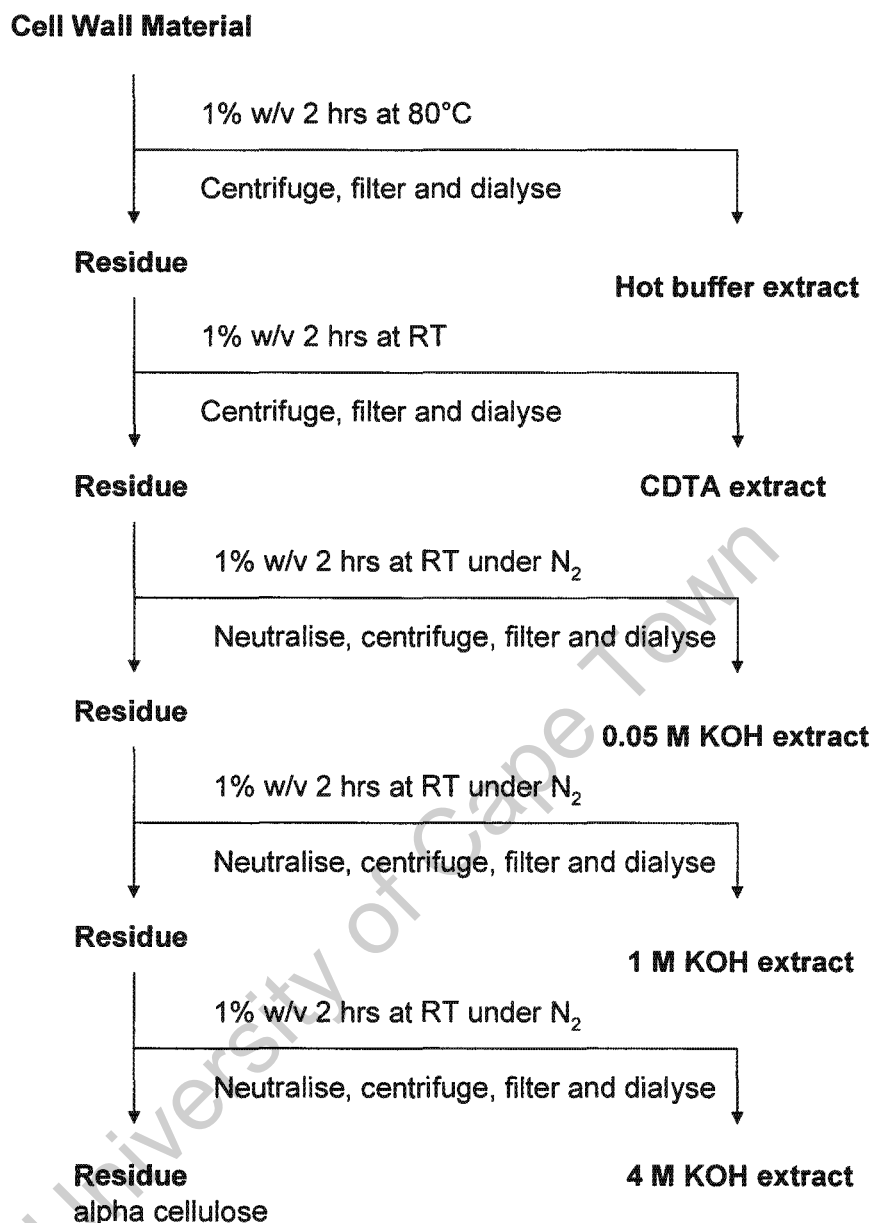 Cell Wall Material
1% w/v 2 hrs at 80°C
Centrifuge, filter and dialyse
Residue
Hot buffer extract
1% w/v 2 hrs at RT
Centrifuge, filter and dialyse
Residue
CDTA extract
1% w/v 2 hrs at RT under N₂
Neutralise, centrifuge, filter and dialyse
Residue
0.05 M KOH extract
1% w/v 2 hrs at RT under N₂
Neutralise, centrifuge, filter and dialyse
Residue
1 M KOH extract
1% w/v 2 hrs at RT under N₂
Neutralise, centrifuge, filter and dialyse
Residue
4 M KOH extract
alpha cellulose
University of Cape Town